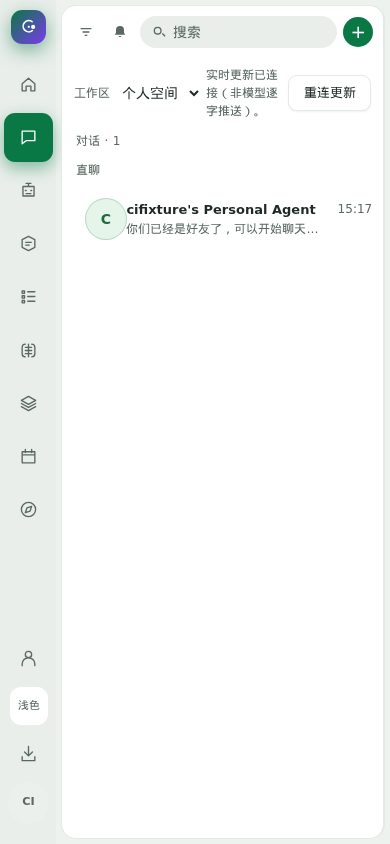 搜索
工作区
个人空间
实时更新已连
接（非模型逐
字推送）。
重连更新
对话 · 1
直聊
C
cifixture's Personal Agent
15:17
你们已经是好友了，可以开始聊天...
浅色
CI